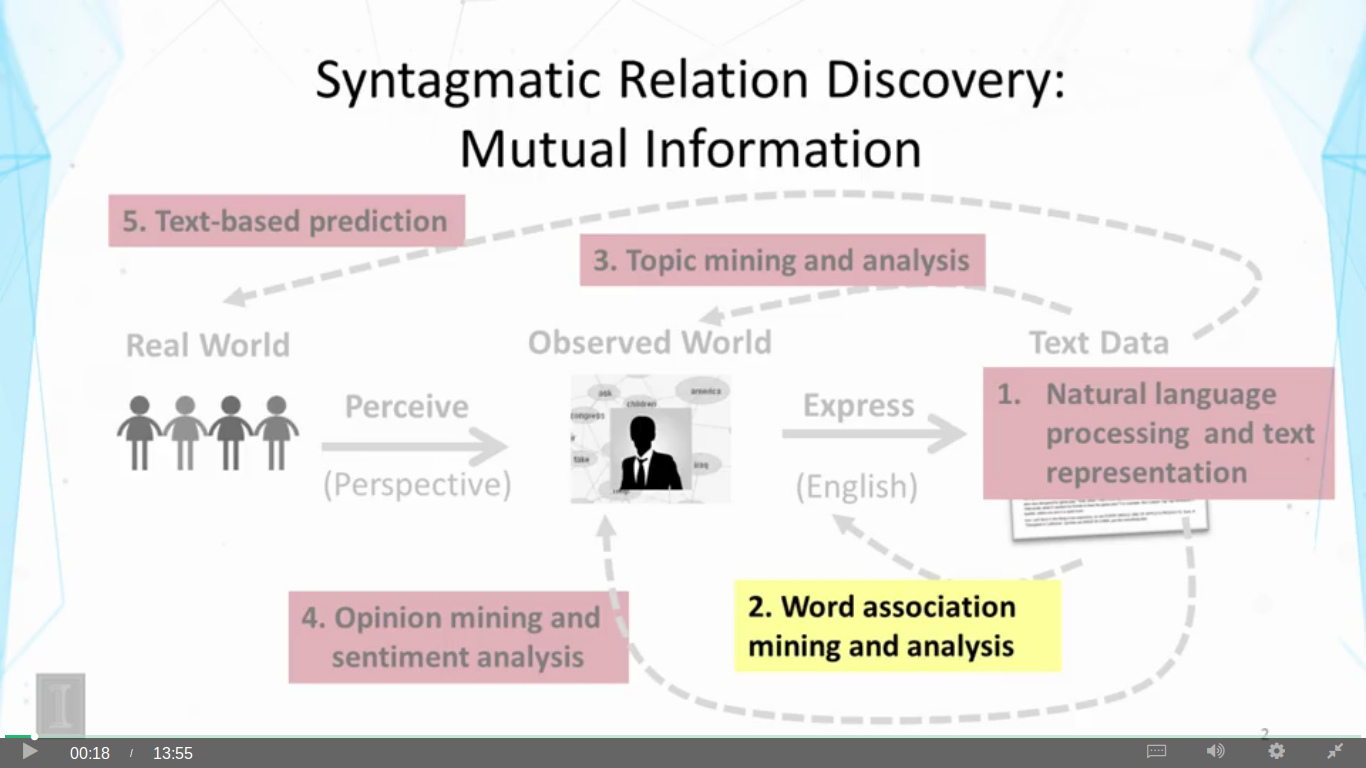 Syntagmatic Relation Discovery:
Mutual Information
5. Text-based prediction
3. Topic mining and analysis
Real World
Observed World
Text Data
Perceive
(Perspective)
ask
america
children
congress
take
iraq
Express
(English)
1. Natural language
processing and text
representation
4. Opinion mining and
sentiment analysis
2. Word association
mining and analysis
I
2
00:18 / 13:55